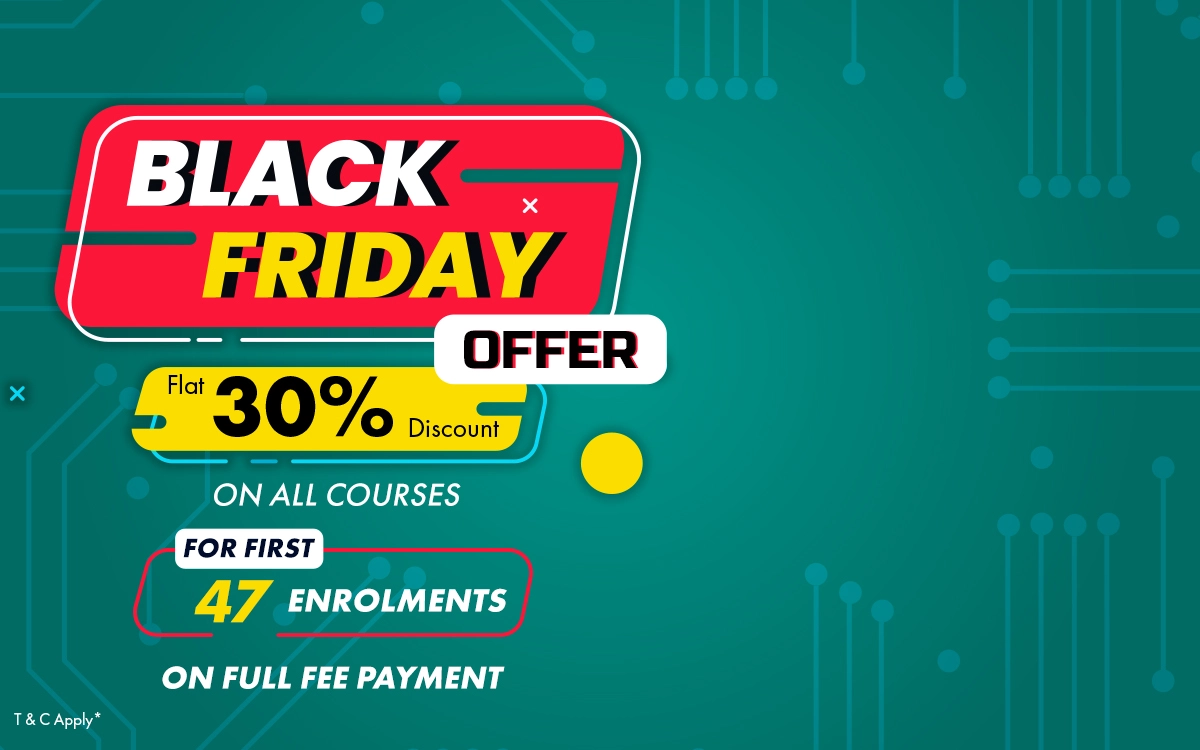 BLACK
FRIDAY
OFFER
Flat 30% Discount
ON ALL COURSES
FOR FIRST
47 ENROLMENTS
ON FULL FEE PAYMENT
T & C Apply*